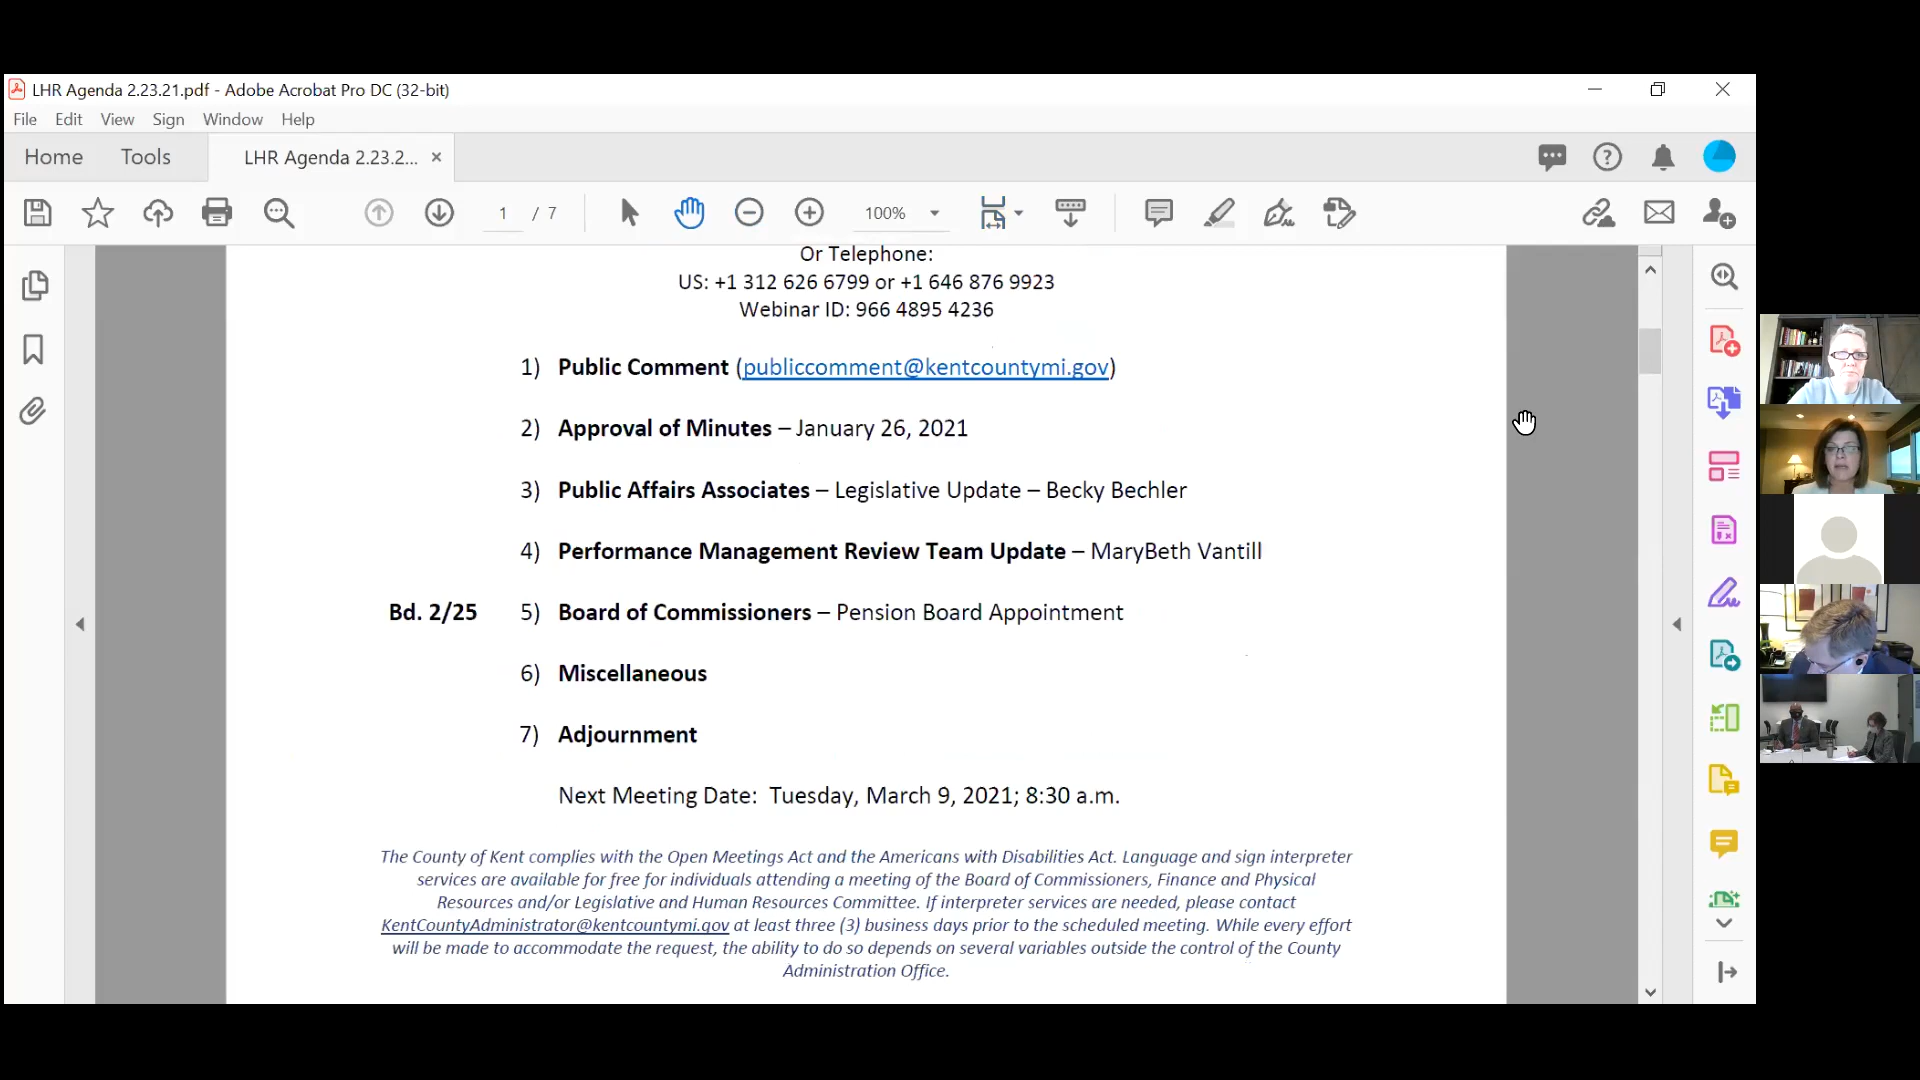 LHR Agenda 2.23.21.pdf - Adobe Acrobat Pro DC (32-bit)
File Edit View Sign Window Help
Home Tools LHR Agenda 2.23.2... ×
1 / 7 100%
Or Telephone:
US: +1 312 626 6799 or +1 646 876 9923
Webinar ID: 966 4895 4236
1) Public Comment (publiccomment@kentcountymi.gov)
2) Approval of Minutes – January 26, 2021
3) Public Affairs Associates – Legislative Update – Becky Bechler
4) Performance Management Review Team Update – MaryBeth Vantill
Bd. 2/25 5) Board of Commissioners – Pension Board Appointment
6) Miscellaneous
7) Adjournment
Next Meeting Date: Tuesday, March 9, 2021; 8:30 a.m.
The County of Kent complies with the Open Meetings Act and the Americans with Disabilities Act. Language and sign interpreter
services are available for free for individuals attending a meeting of the Board of Commissioners, Finance and Physical
Resources and/or Legislative and Human Resources Committee. If interpreter services are needed, please contact
KentCountyAdministrator@kentcountymi.gov at least three (3) business days prior to the scheduled meeting. While every effort
will be made to accommodate the request, the ability to do so depends on several variables outside the control of the County
Administration Office.